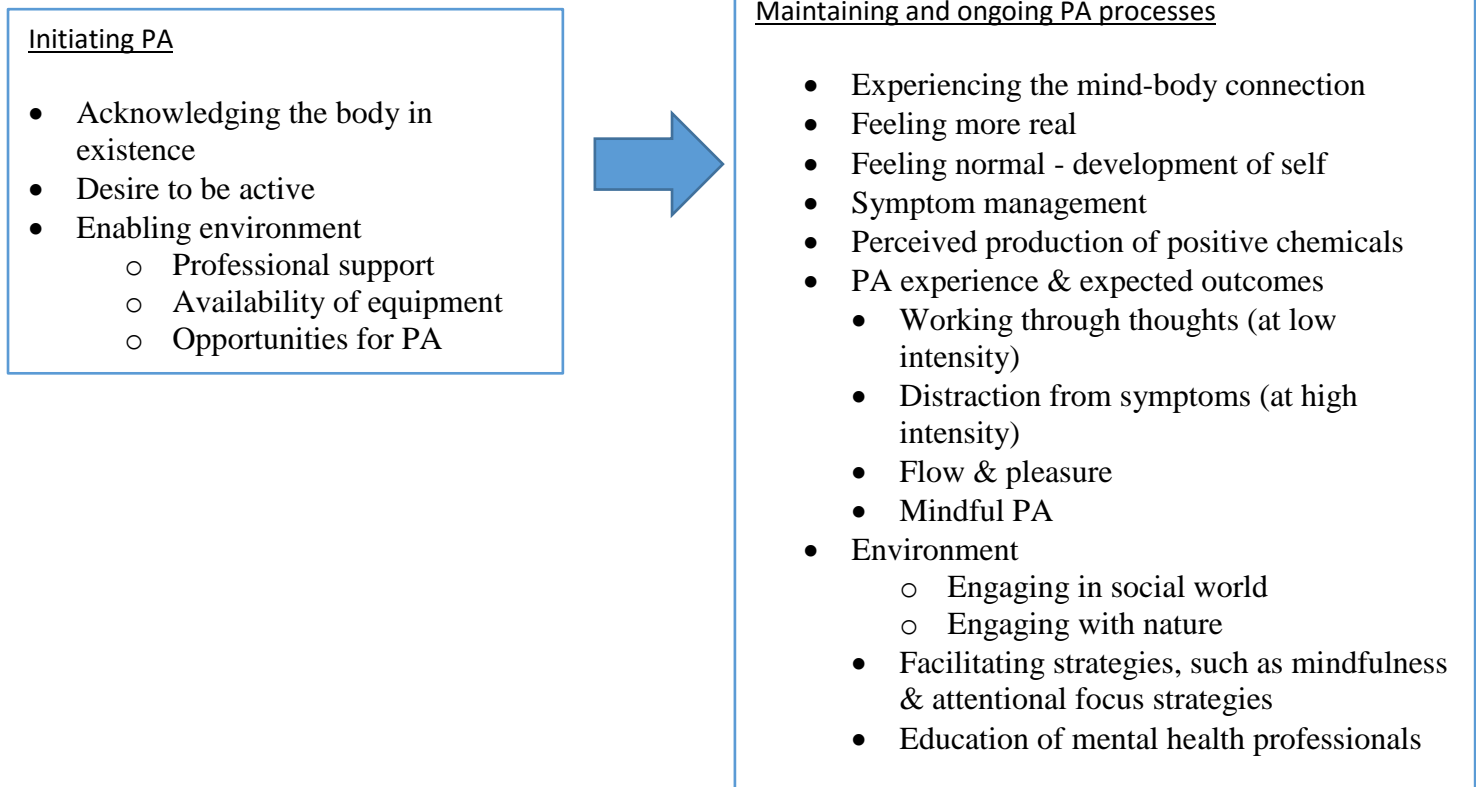 Initiating PA
• Acknowledging the body in
existence
• Desire to be active
• Enabling environment
o Professional support
o Availability of equipment
o Opportunities for PA
Maintaining and ongoing PA processes
• Experiencing the mind-body connection
• Feeling more real
• Feeling normal - development of self
• Symptom management
• Perceived production of positive chemicals
• PA experience & expected outcomes
• Working through thoughts (at low
intensity)
• Distraction from symptoms (at high
intensity)
• Flow & pleasure
• Mindful PA
• Environment
o Engaging in social world
o Engaging with nature
• Facilitating strategies, such as mindfulness
& attentional focus strategies
• Education of mental health professionals